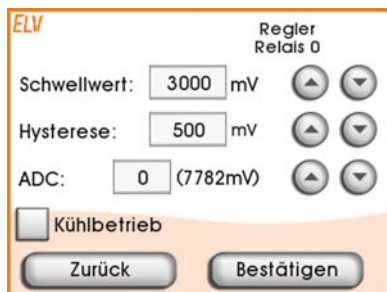 ELV
Regler
Relais 0
Schwellwert: 3000 mV
Hysterese: 500 mV
ADC: 0 (7782mV)
Kühlbetrieb
Zurück Bestätigen